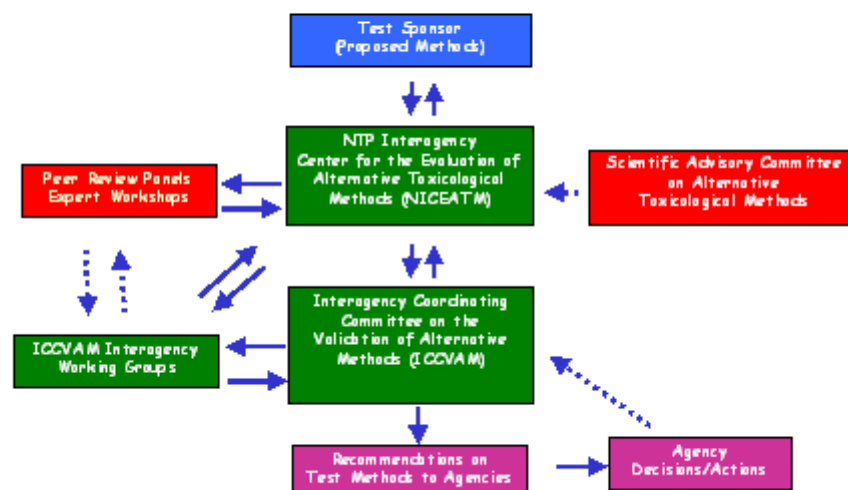 Test Sponsor
(Proposed Methods)
NTP Interagency
Center for the Evaluation of
Alternative Toxicological
Methods (NICEATM)
Peer Review Panels
Expert Workshops
Scientific Advisory Committee
on Alternative
Toxicological Methods
Interagency Coordinating
Committee on the
Validation of Alternative
Methods (ICCVAM)
ICCVAM Interagency
Working Groups
Recommendations on
Test Methods to Agencies
Agency
Decisions/Actions